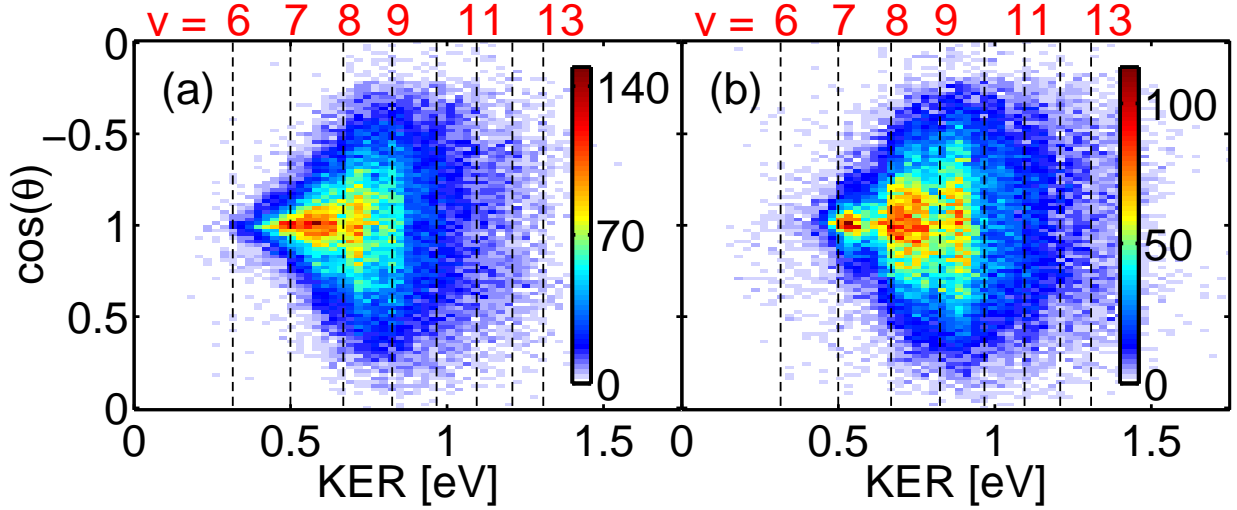 v = 6 7 8 9 11 13 v = 6 7 8 9 11 13
0
(a) 140 (b) 100
−0.5
cos(θ) 1 70 50
0.5
0 0
0
0 0.5 1 1.5 0 0.5 1 1.5
KER [eV] KER [eV]